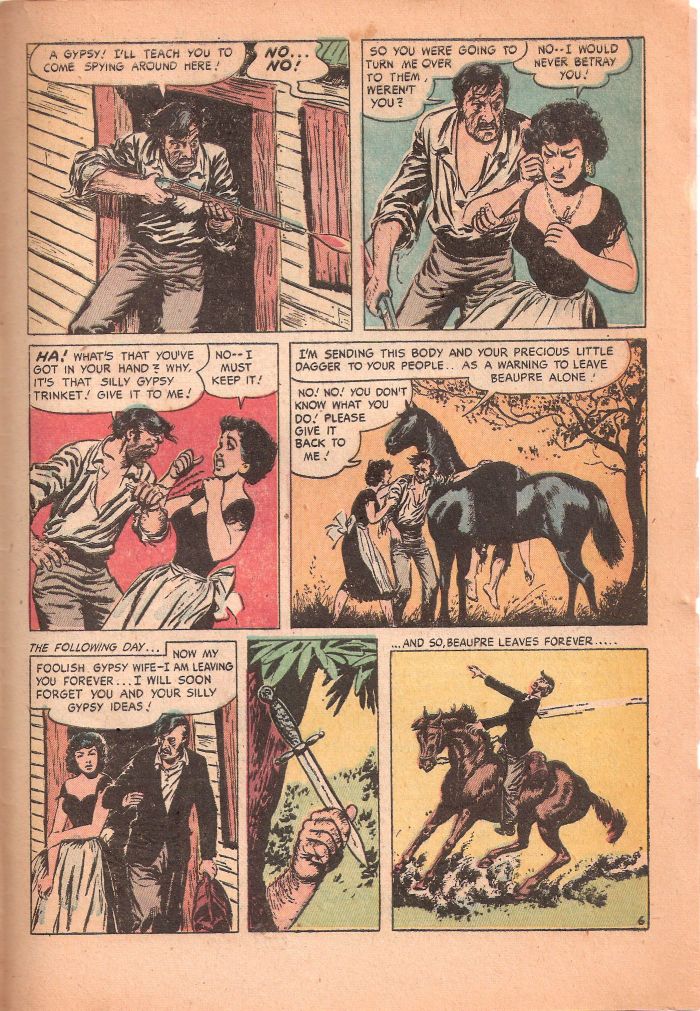 A GYPSY! I'LL TEACH YOU TO
COME SPYING AROUND HERE!
NO...
NO!
SO YOU WERE GOING TO
TURN ME OVER
TO THEM,
WEREN'T
YOU?
NO--I WOULD
NEVER BETRAY
YOU!
HA! WHAT'S THAT YOU'VE
GOT IN YOUR HAND? WHY,
IT'S THAT SILLY GYPSY
TRINKET! GIVE IT TO ME!
NO--I
MUST
KEEP IT!
I'M SENDING THIS BODY AND YOUR PRECIOUS LITTLE
DAGGER TO YOUR PEOPLE.. AS A WARNING TO LEAVE
BEAUPRE ALONE!
NO! NO! YOU DON'T
KNOW WHAT YOU
DO! PLEASE
GIVE IT
BACK TO
ME!
THE FOLLOWING DAY...
NOW MY
FOOLISH GYPSY WIFE-I AM LEAVING
YOU FOREVER...I WILL SOON
FORGET YOU AND YOUR SILLY
GYPSY IDEAS!
...AND SO, BEAUPRE LEAVES FOREVER.....
6